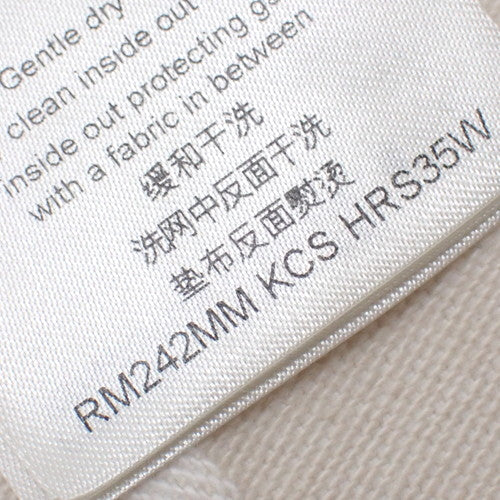 Gentle dry
clean inside out
inside out protecting
with a fabric in between
缓和干洗
洗网中反面干洗
垫布反面熨烫
RM242MM KCS HRS35W